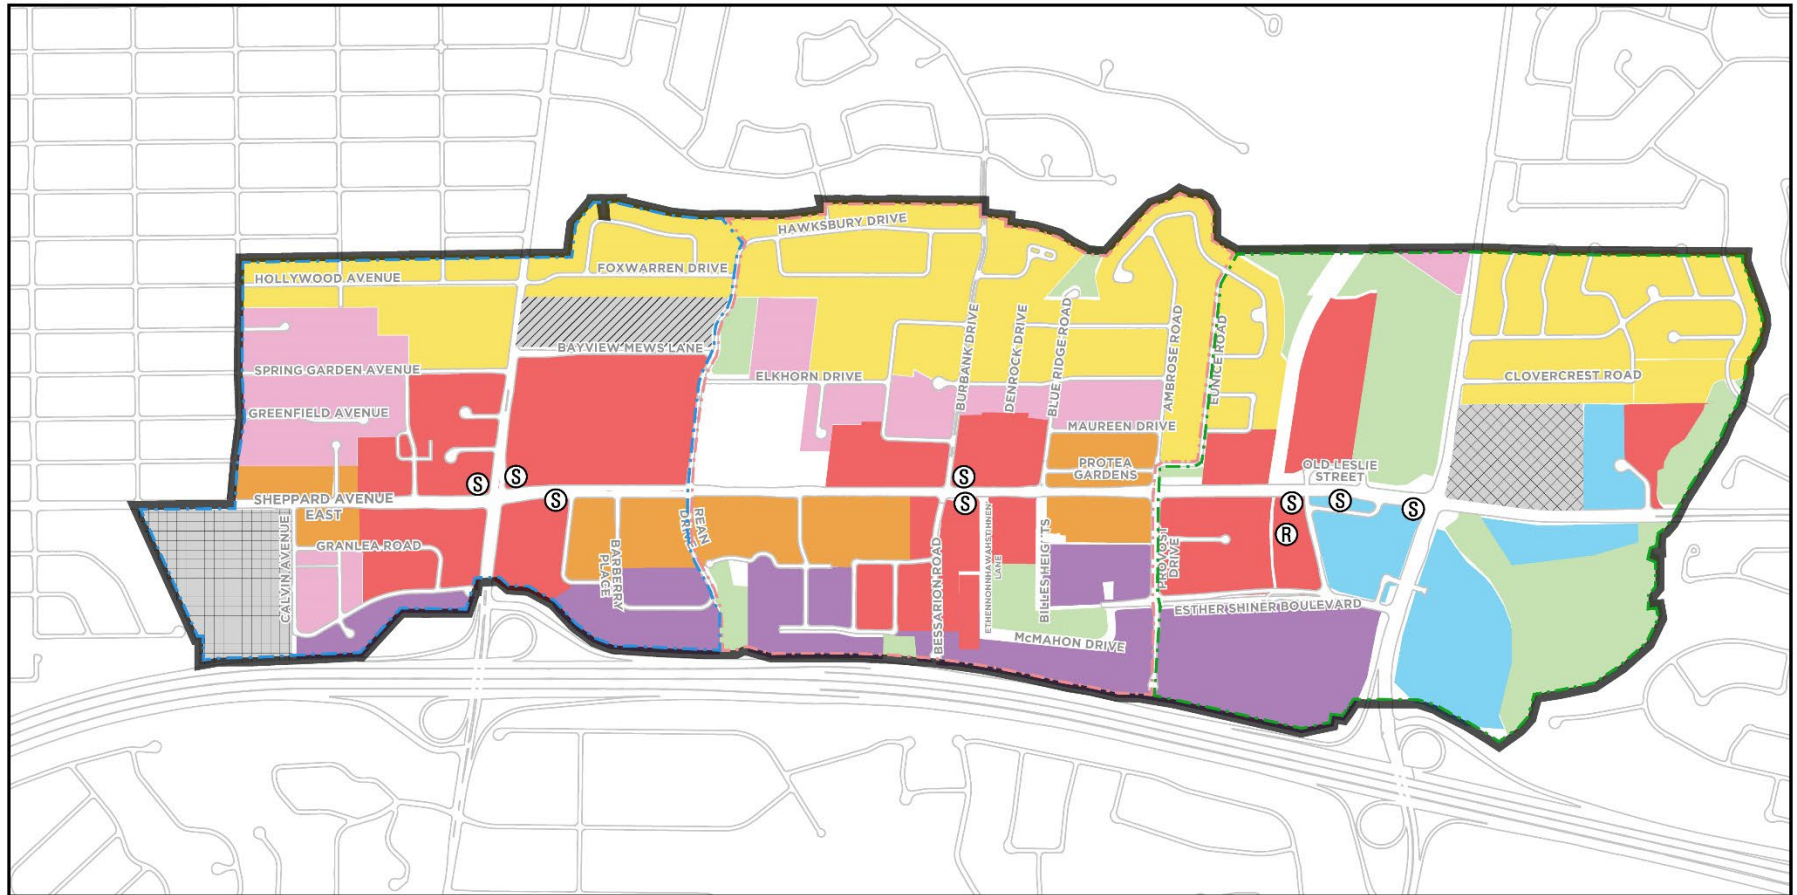 HAWKSBURY DRIVE
FOXWARREN DRIVE
HOLLYWOOD AVENUE
BAYVIEW MEWS LANE
SPRING GARDEN AVENUE
ELKHORN DRIVE
BURBANK DRIVE
DENROCK DRIVE
BLUE RIDGE ROAD
AMBROSE ROAD
EUNICE ROAD
CLOVERCREST ROAD
GREENFIELD AVENUE
MAUREEN DRIVE
PROTEA
GARDENS
OLD LESLIE
STREET
S
S
S
S
S
S
S
S
R
SHEPPARD AVENUE
EAST
CALVIN AVENUE
GRANLEA ROAD
BARBERRY
PLACE
REAN
DRIVE
BESSARION ROAD
ETHENNONNHAWAHSTIHNEN'
LANE
BILLES HEIGHTS
PROVOST
DRIVE
ESTHER SHINER BOULEVARD
McMAHON DRIVE